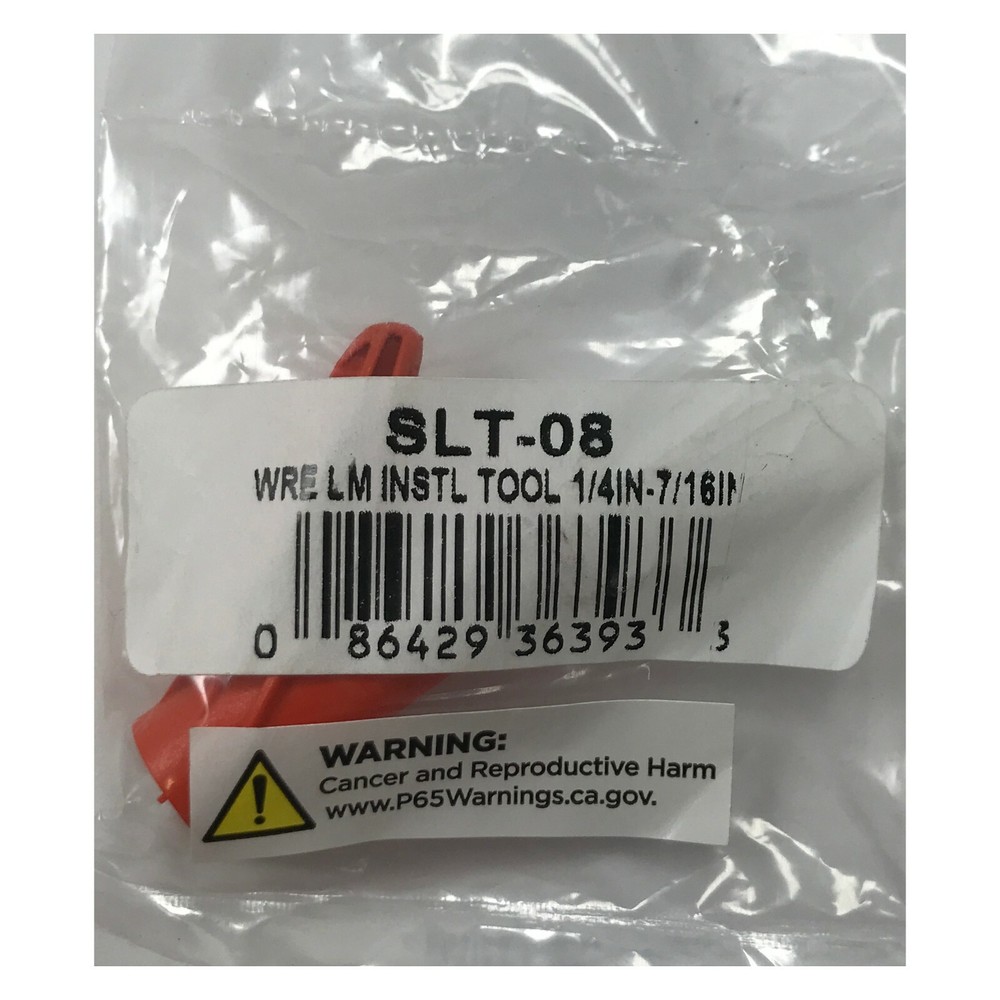 SLT-08
WRE LM INSTL TOOL 1/4IN-7/16IN
0 86429 36393 3
WARNING:
Cancer and Reproductive Harm
www.P65Warnings.ca.gov.